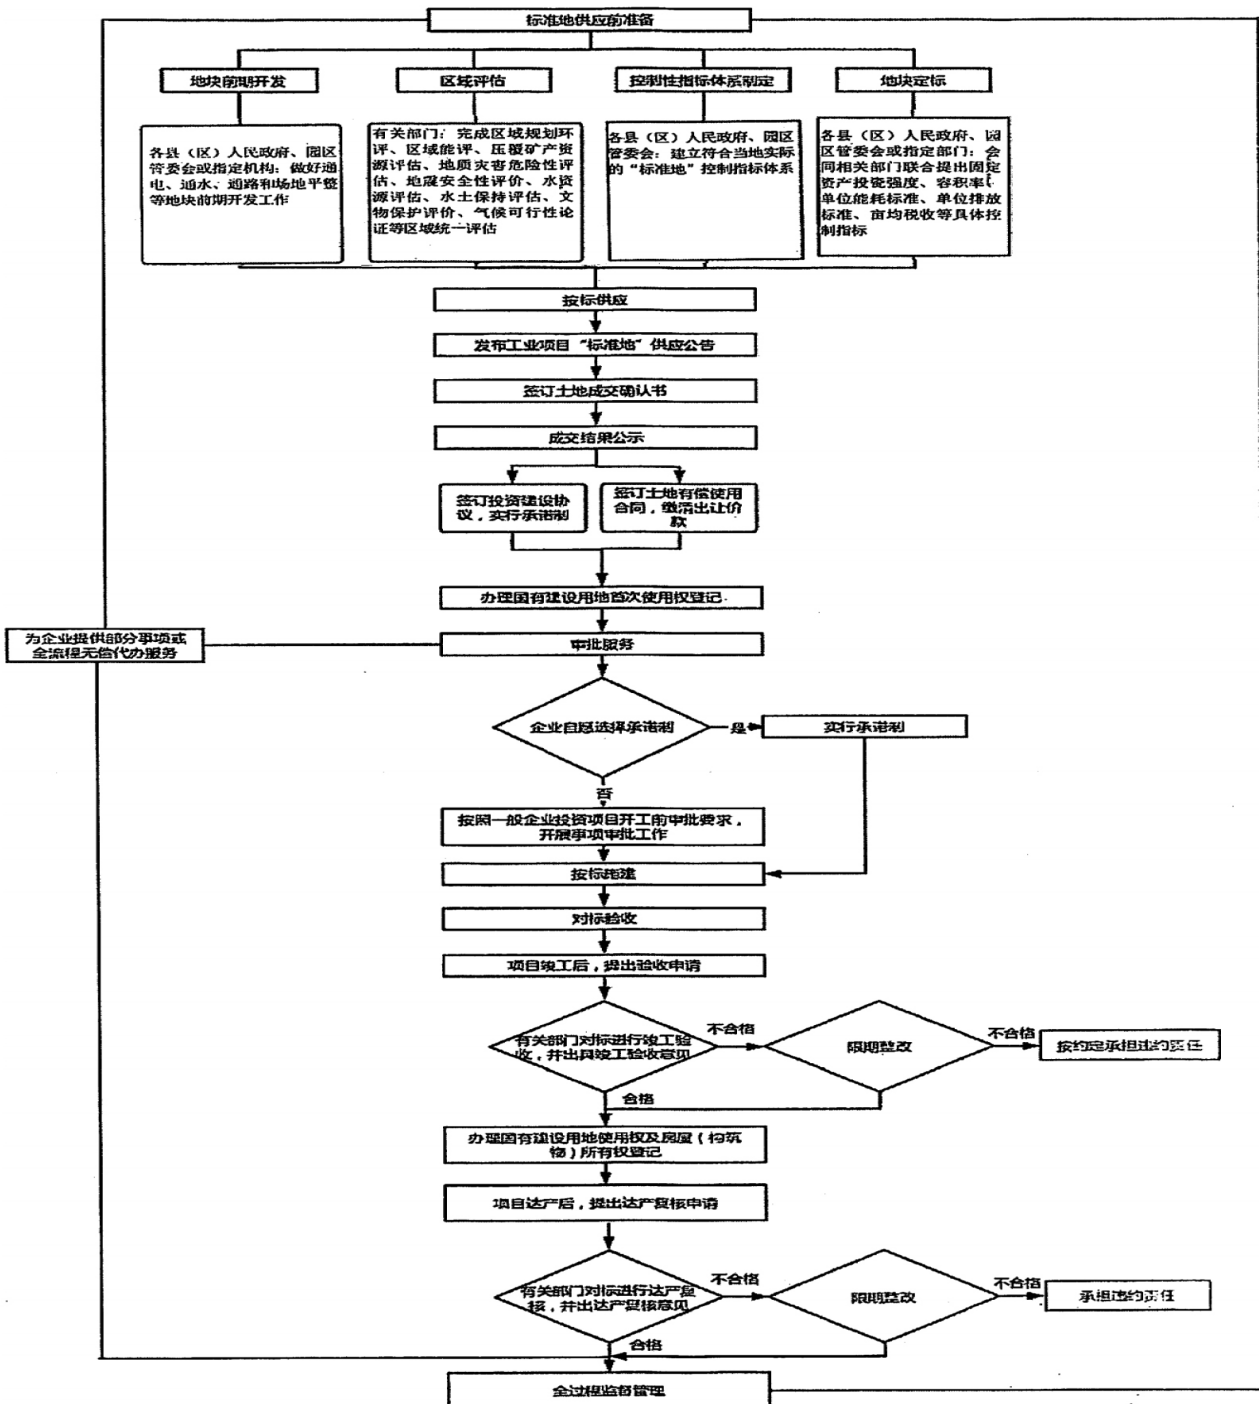 标准地供应前准备
地块前期开发
区域评估
控制性指标体系制定
地块定标
各县（区）人民政府、园区
管委会或指定机构：做好通
电、通水、通路和场地平整
等地块前期开发工作
有关部门：完成区域规划环
评、区域能评、压覆矿产资
源评估、地质灾害危险性评
估、地震安全性评价、水资
源评估、水土保持评估、文
物保护评价、气候可行性论
证等区域统一评估
各县（区）人民政府、园区
管委会：建立符合当地实际
的“标准地”控制指标体系
各县（区）人民政府、园
区管委会或指定部门：会
同相关部门联合提出固定
资产投资强度、容积率、
单位能耗标准、单位排放
标准、亩均税收等具体控
制指标
按标供应
发布工业项目“标准地”供应公告
签订土地成交确认书
成交结果公示
签订投资建设协
议，实行承诺制
签订土地有偿使用
合同，缴清出让价
款
办理国有建设用地首次使用权登记
为企业提供部分事项或
全流程无偿代办服务
审批服务
企业自愿选择承诺制
是
实行承诺制
否
按照一般企业投资项目开工前审批要求，
开展事项审批工作
按标施建
对标验收
项目竣工后，提出验收申请
有关部门对标进行竣工验
收，并出具竣工验收意见
不合格
限期整改
不合格
按约定承担违约责任
合格
办理国有建设用地使用权及房屋（构筑
物）所有权登记
项目达产后，提出达产复核申请
有关部门对标进行达产复
核，并出达产复核意见
不合格
限期整改
不合格
承担违约责任
合格
全过程监督管理